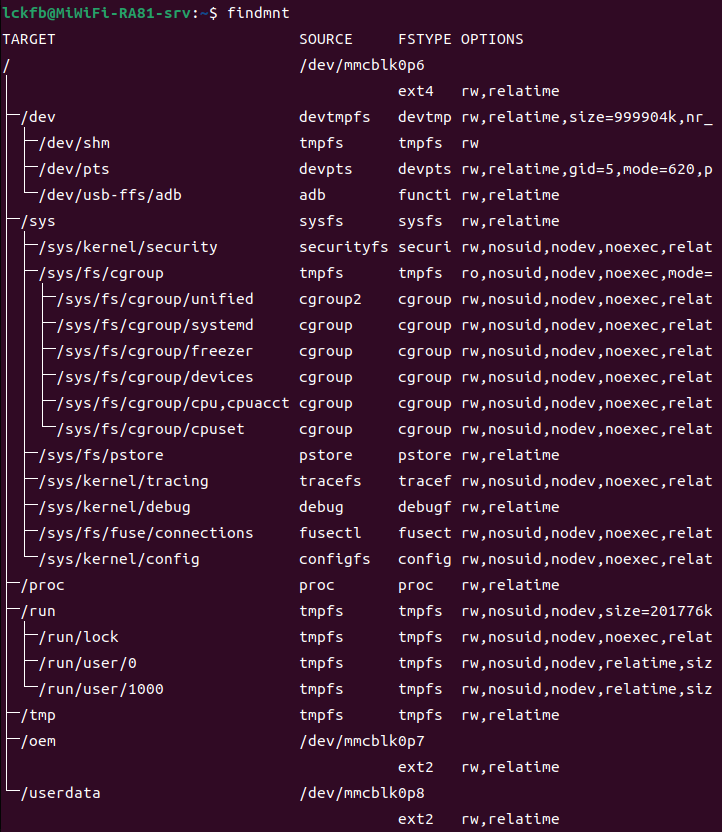 lckfb@MiWiFi-RA81-srv:~$ findmnt
TARGET                           SOURCE     FSTYPE OPTIONS
/                                /dev/mmcblk0p6
                                            ext4   rw,relatime
├─/dev                           devtmpfs   devtmp rw,relatime,size=999904k,nr_
│ ├─/dev/shm                     tmpfs      tmpfs  rw
│ ├─/dev/pts                     devpts     devpts rw,relatime,gid=5,mode=620,p
│ └─/dev/usb-ffs/adb             adb        functi rw,relatime
├─/sys                           sysfs      sysfs  rw,relatime
│ ├─/sys/kernel/security         securityfs securi rw,nosuid,nodev,noexec,relat
│ ├─/sys/fs/cgroup               tmpfs      tmpfs  ro,nosuid,nodev,noexec,mode=
│ │ ├─/sys/fs/cgroup/unified     cgroup2    cgroup rw,nosuid,nodev,noexec,relat
│ │ ├─/sys/fs/cgroup/systemd     cgroup     cgroup rw,nosuid,nodev,noexec,relat
│ │ ├─/sys/fs/cgroup/freezer     cgroup     cgroup rw,nosuid,nodev,noexec,relat
│ │ ├─/sys/fs/cgroup/devices     cgroup     cgroup rw,nosuid,nodev,noexec,relat
│ │ ├─/sys/fs/cgroup/cpu,cpuacct cgroup     cgroup rw,nosuid,nodev,noexec,relat
│ │ └─/sys/fs/cgroup/cpuset      cgroup     cgroup rw,nosuid,nodev,noexec,relat
│ ├─/sys/fs/pstore               pstore     pstore rw,relatime
│ ├─/sys/kernel/tracing          tracefs    tracef rw,nosuid,nodev,noexec,relat
│ ├─/sys/kernel/debug            debug      debugf rw,relatime
│ ├─/sys/fs/fuse/connections     fusectl    fusect rw,nosuid,nodev,noexec,relat
│ └─/sys/kernel/config           configfs   config rw,nosuid,nodev,noexec,relat
├─/proc                          proc       proc   rw,relatime
├─/run                           tmpfs      tmpfs  rw,nosuid,nodev,size=201776k
│ ├─/run/lock                    tmpfs      tmpfs  rw,nosuid,nodev,noexec,relat
│ ├─/run/user/0                  tmpfs      tmpfs  rw,nosuid,nodev,relatime,siz
│ └─/run/user/1000               tmpfs      tmpfs  rw,nosuid,nodev,relatime,siz
├─/tmp                           tmpfs      tmpfs  rw,relatime
├─/oem                           /dev/mmcblk0p7
│                                           ext2   rw,relatime
└─/userdata                      /dev/mmcblk0p8
                                            ext2   rw,relatime